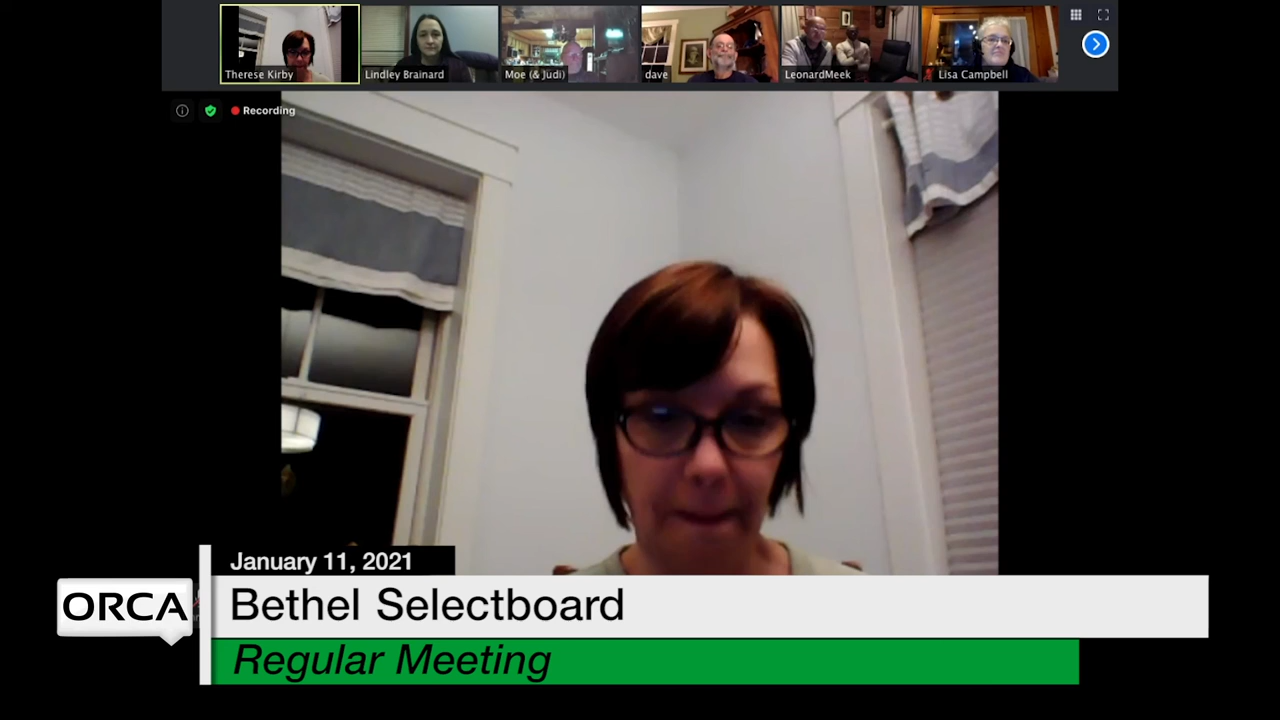 Therese Kirby
Lindley Brainard
Moe (& Judi)
dave
LeonardMeek
Lisa Campbell
Recording
January 11, 2021
ORCA
Bethel Selectboard
Regular Meeting